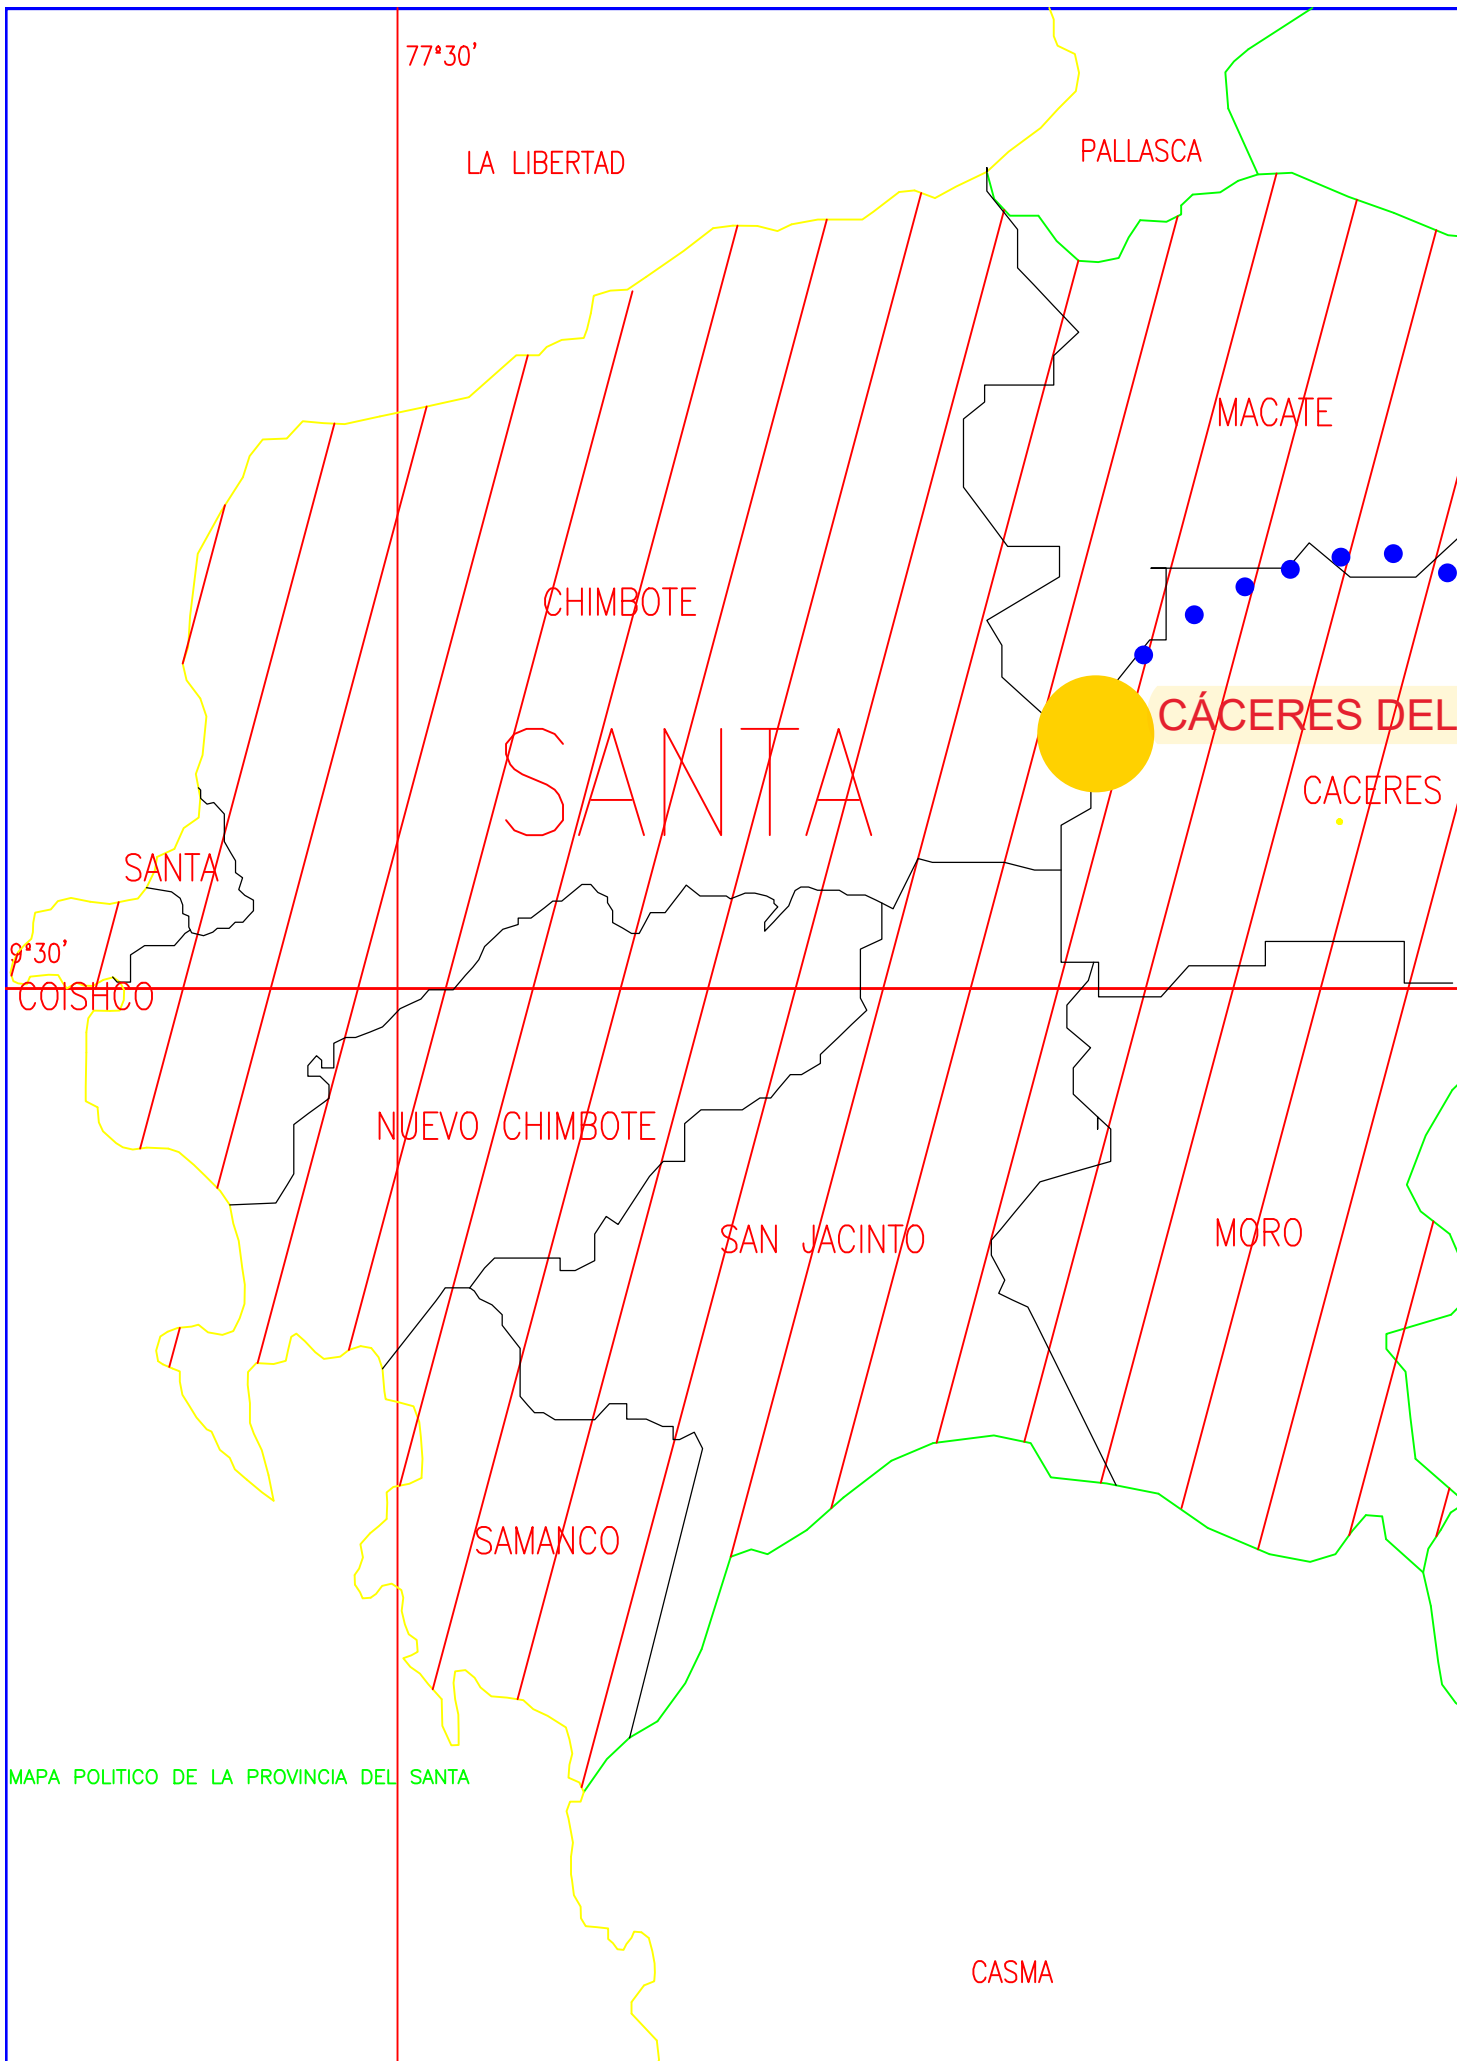 77°30'
LA LIBERTAD
PALLASCA
MACATE
CHIMBOTE
CÁCERES DEL
SANTA
CACERES
SANTA
9°30'
COISHCO
NUEVO CHIMBOTE
SAN JACINTO
MORO
SAMANCO
MAPA POLITICO DE LA PROVINCIA DEL SANTA
CASMA